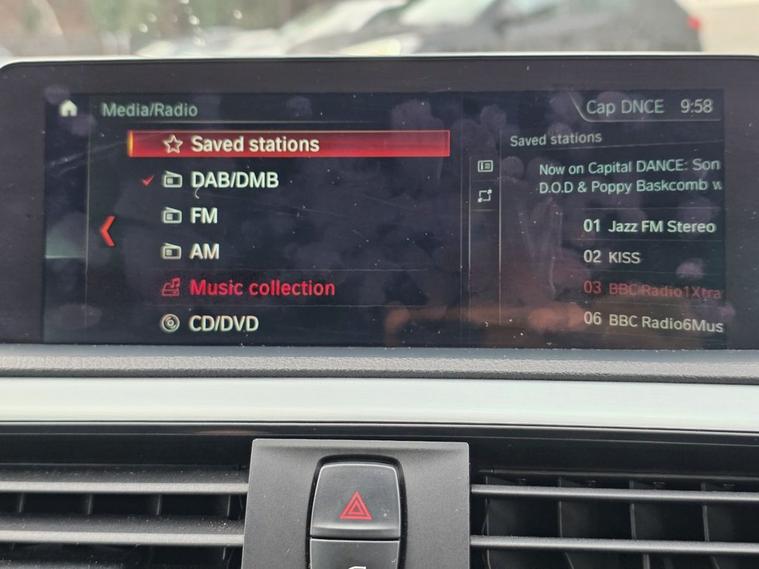 Media/Radio
Cap DNCE 9:58
Saved stations
DAB/DMB
FM
AM
Music collection
CD/DVD
Saved stations
Now on Capital DANCE: Son
D.O.D & Poppy Baskcomb w
01 Jazz FM Stereo
02 KISS
03 BBC Radio1Xtra
06 BBC Radio6Mus